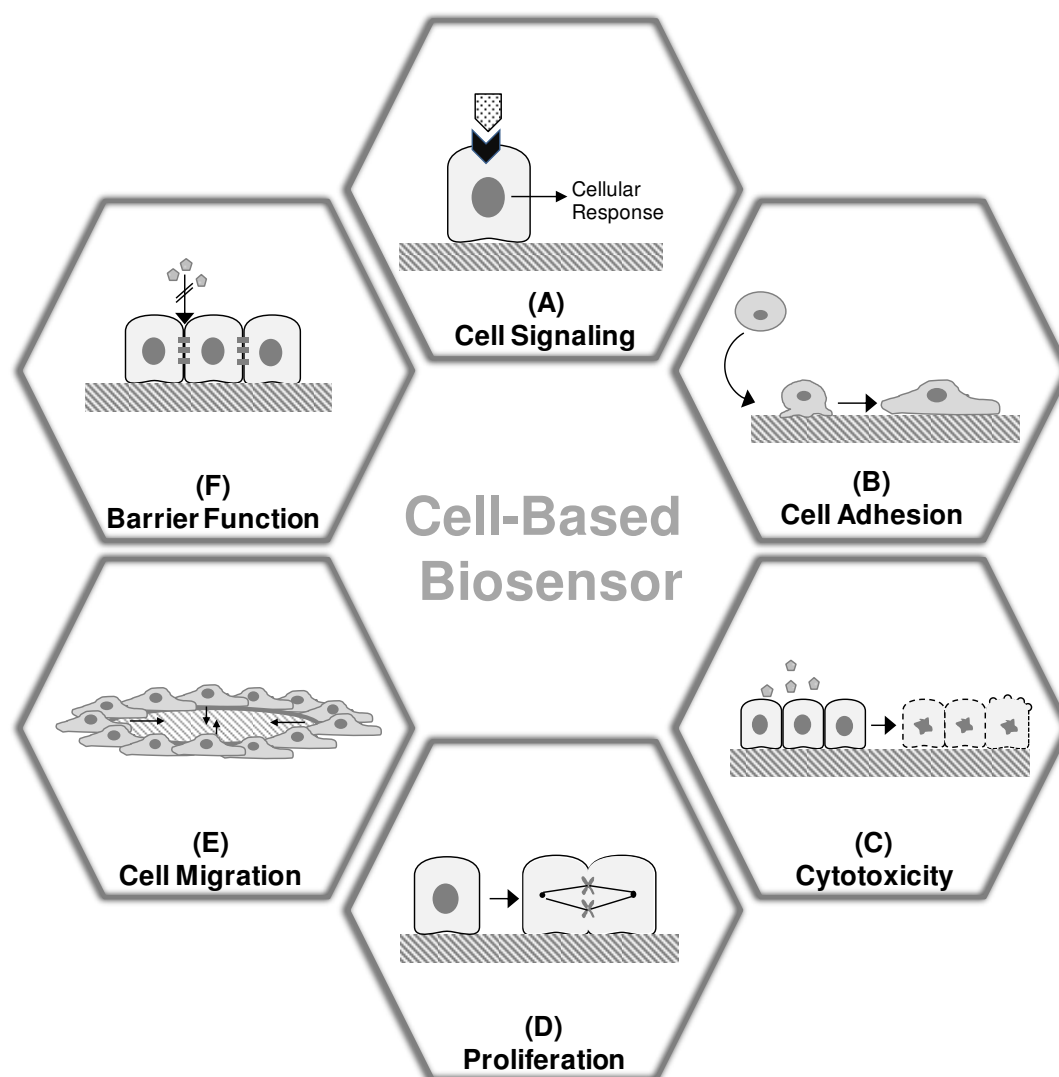 Cellular
Response
(A)
Cell Signaling
(B)
Cell Adhesion
(C)
Cytotoxicity
(D)
Proliferation
(E)
Cell Migration
(F)
Barrier Function
Cell-Based
Biosensor